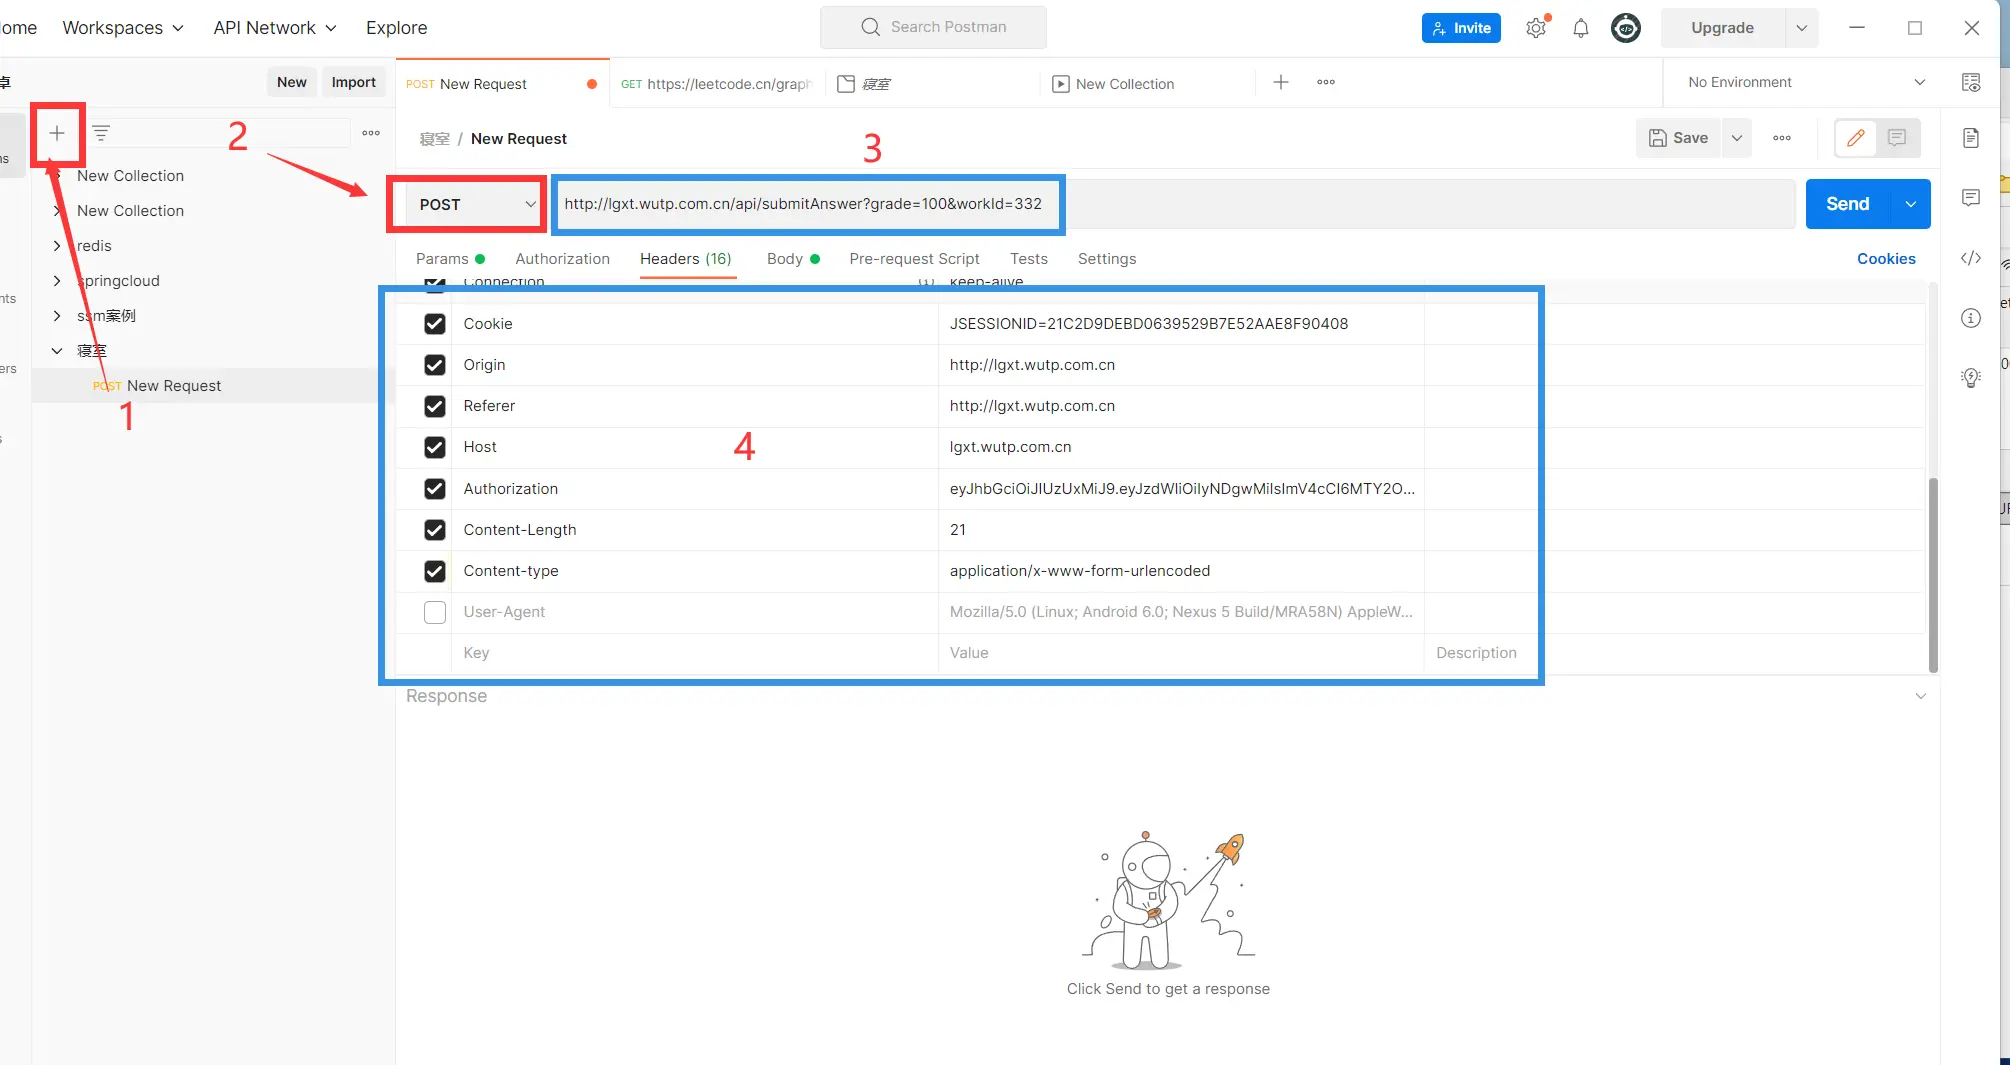 ome Workspaces API Network Explore Search Postman Invite Upgrade
卓 New Import POST New Request GET https://leetcode.cn/graph 寝室 New Collection No Environment
2
寝室 / New Request Save
3
New Collection
New Collection
redis
springcloud
ssm案例
寝室
POST New Request
1
POST http://lgxt.wutp.com.cn/api/submitAnswer?grade=100&workId=332 Send
Params Authorization Headers (16) Body Pre-request Script Tests Settings Cookies
Connection keep-alive
Cookie JSESSIONID=21C2D9DEBD0639529B7E52AAE8F90408
Origin http://lgxt.wutp.com.cn
Referer http://lgxt.wutp.com.cn
Host lgxt.wutp.com.cn
4
Authorization eyJhbGciOiJIUzUxMiJ9.eyJzdWIiOiIyNDgwMiIsImV4cCI6MTY2O...
Content-Length 21
Content-type application/x-www-form-urlencoded
User-Agent Mozilla/5.0 (Linux; Android 6.0; Nexus 5 Build/MRA58N) AppleW...
Key Value Description
Response
Click Send to get a response